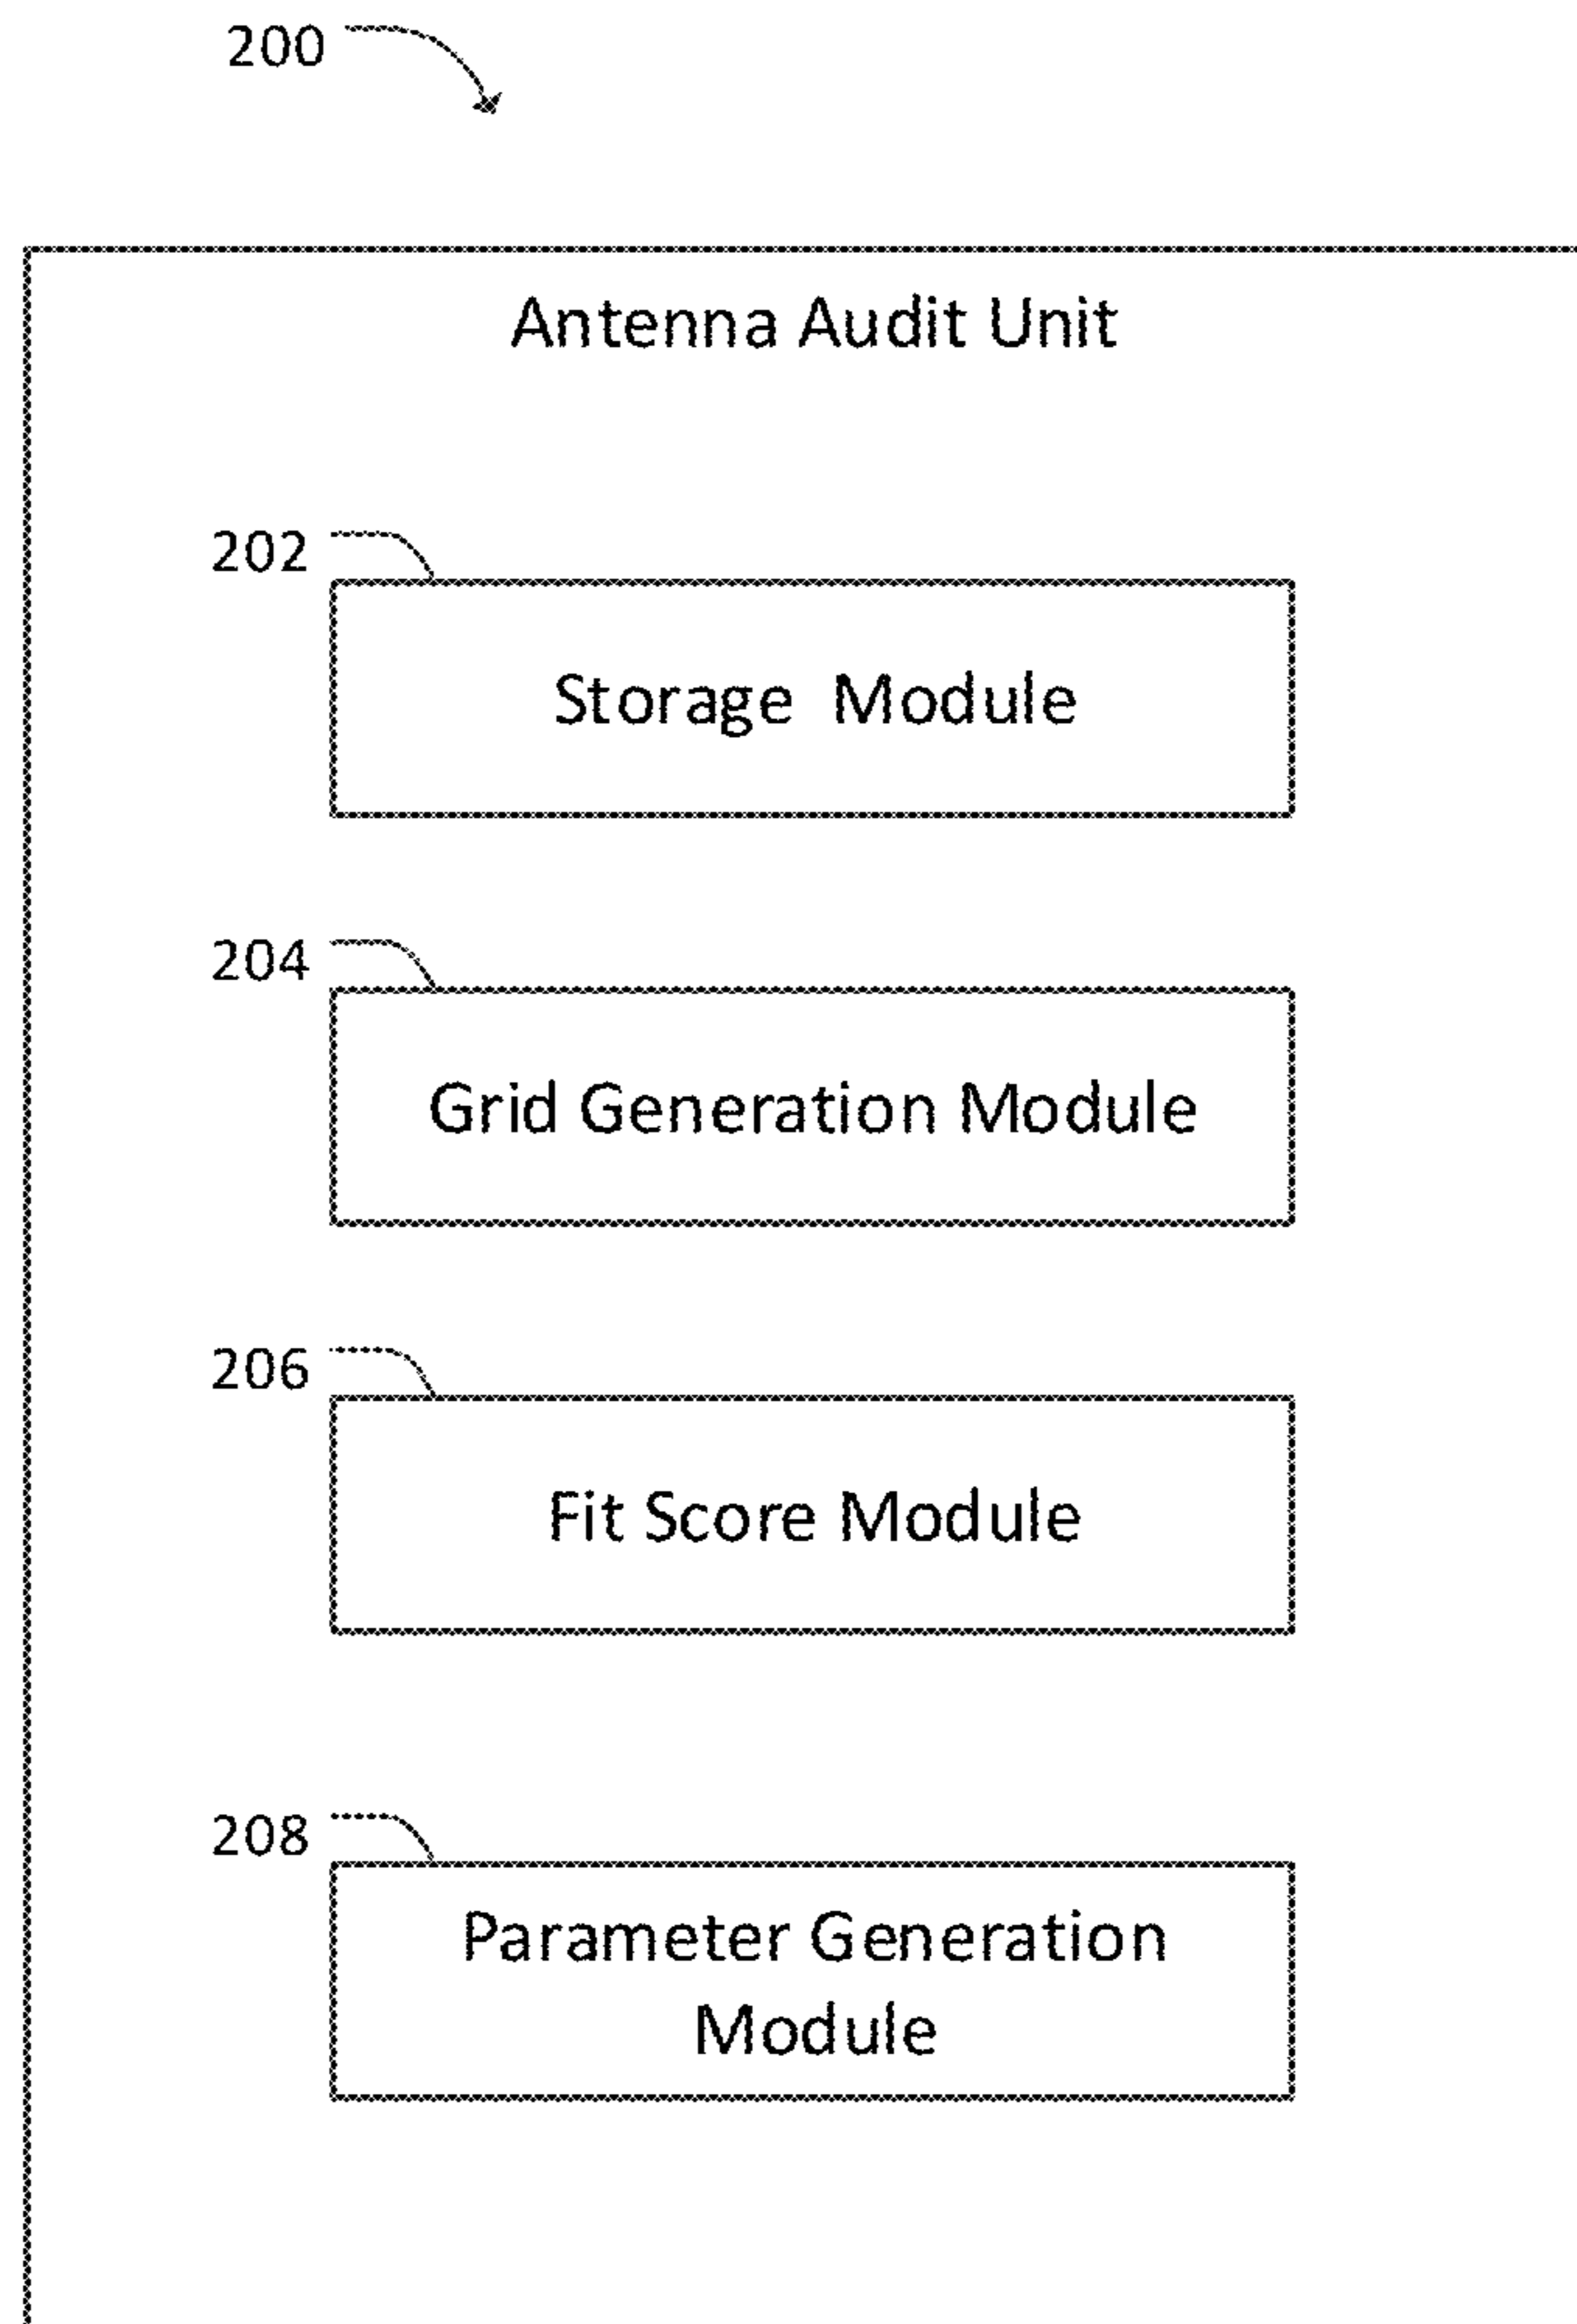 200
Antenna Audit Unit
202
Storage Module
204
Grid Generation Module
206
Fit Score Module
208
Parameter Generation
Module